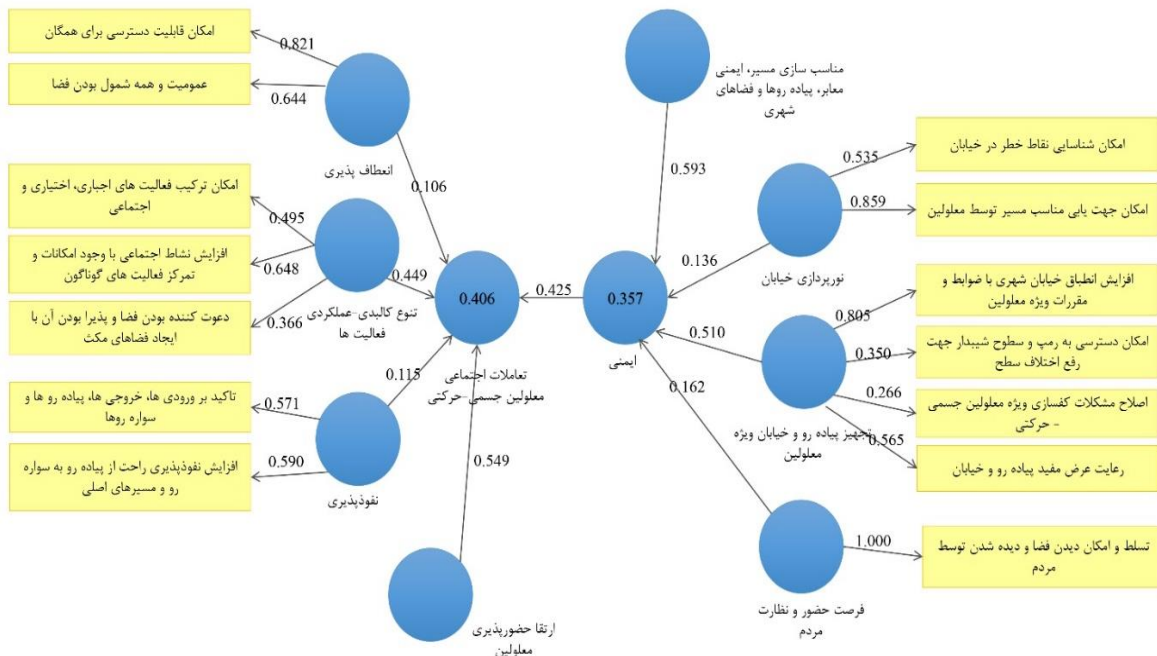 امکان قابلیت دسترسی برای همگان
0.821
عمومیت و همه شمول بودن فضا
0.644
انعطاف پذیری
0.106
امکان ترکیب فعالیت های اجباری، اختیاری و
اجتماعی
0.495
افزایش نشاط اجتماعی با وجود امکانات و
تمرکز فعالیت های گوناگون
0.648
دعوت کننده بودن فضا و پذیرا بودن آن با
ایجاد فضاهای مکث
0.366
تنوع کالبدی-عملکردی
فعالیت ها
0.449
تاکید بر ورودی ها، خروجی ها، پیاده رو ها و
سواره روها
0.571
افزایش نفوذپذیری راحت از پیاده رو به سواره
رو و مسیرهای اصلی
0.590
نفوذپذیری
0.115
0.406
تعاملات اجتماعی
معلولین جسمی-حرکتی
0.549
ارتقا حضورپذیری
معلولین
0.425
0.357
ایمنی
مناسب سازی مسیر، ایمنی
معابر، پیاده روها و فضاهای
شهری
0.593
امکان شناسایی نقاط خطر در خیابان
0.535
امکان جهت یابی مناسب مسیر توسط معلولین
0.859
نورپردازی خیابان
0.136
افزایش انطباق خیابان شهری با ضوابط و
مقررات ویژه معلولین
0.805
امکان دسترسی به رمپ و سطوح شیبدار جهت
رفع اختلاف سطح
0.350
اصلاح مشکلات کفسازی ویژه معلولین جسمی
- حرکتی
0.266
رعایت عرض مفید پیاده رو و خیابان
0.565
تجهیز پیاده رو و خیابان ویژه
معلولین
0.510
تسلط و امکان دیدن فضا و دیده شدن توسط
مردم
1.000
فرصت حضور و نظارت
مردم
0.162